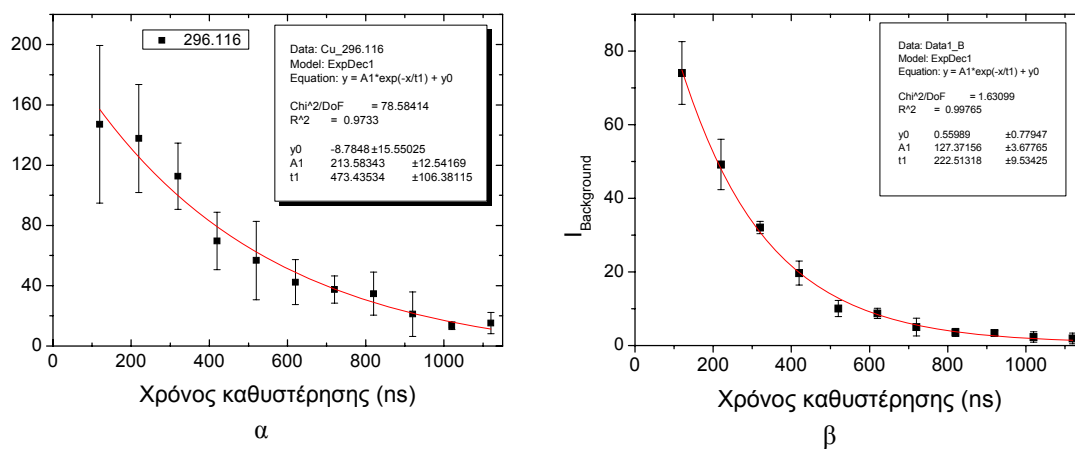 296.116
Data: Cu_296.116
Model: ExpDec1
Equation: y = A1*exp(-x/t1) + y0
Chi^2/DoF = 78.58414
R^2 = 0.9733
y0 -8.7848 ±15.55025
A1 213.58343 ±12.54169
t1 473.43534 ±106.38115
200
160
120
80
40
0
0 200 400 600 800 1000
Χρόνος καθυστέρησης (ns)
α
Data: Data1_B
Model: ExpDec1
Equation: y = A1*exp(-x/t1) + y0
Chi^2/DoF = 1.63099
R^2 = 0.99765
y0 0.55989 ±0.77947
A1 127.37156 ±3.67765
t1 222.51318 ±9.53425
I Background
80
60
40
20
0
0 200 400 600 800 1000
Χρόνος καθυστέρησης (ns)
β